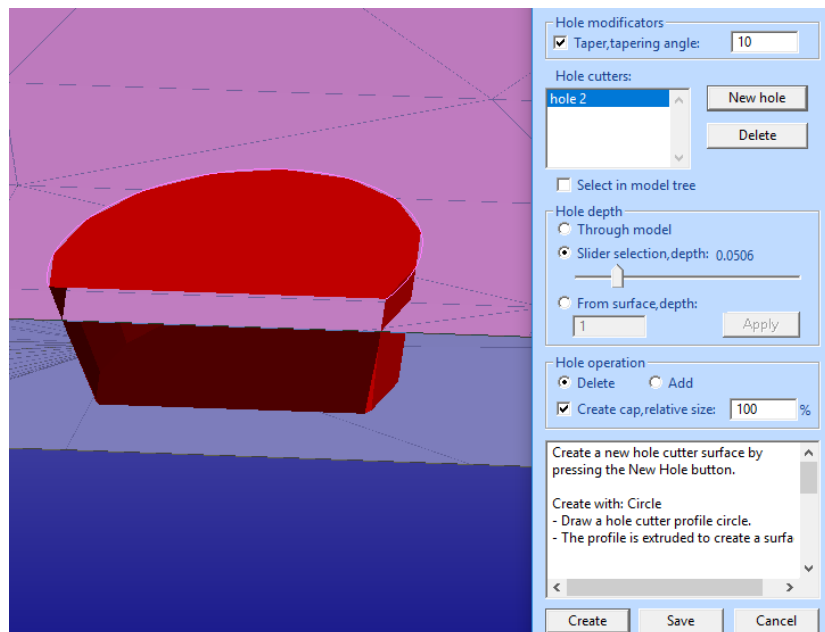 Hole modificators
Taper,tapering angle: 10
Hole cutters:
hole 2
New hole
Delete
Select in model tree
Hole depth
Through model
Slider selection,depth: 0.0506
From surface,depth:
1
Apply
Hole operation
Delete Add
Create cap,relative size: 100 %
Create a new hole cutter surface by
pressing the New Hole button.
Create with: Circle
- Draw a hole cutter profile circle.
- The profile is extruded to create a surfa
Create Save Cancel